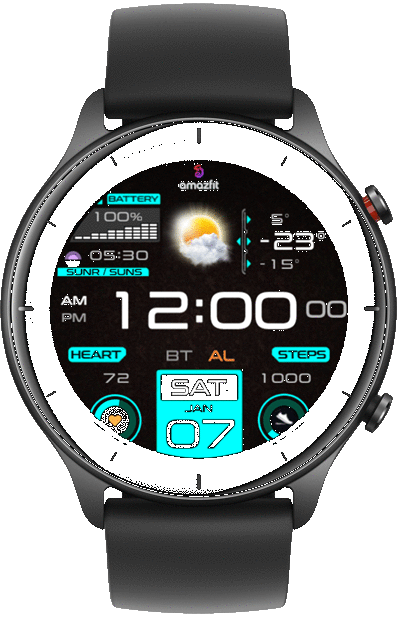 amazfit
BATTERY
100%
5°
-23°
05:30
-15°
SUNR / SUNS
AM
PM
12:00 00
HEART
BT AL
STEPS
72
SAT
1000
JAN
07